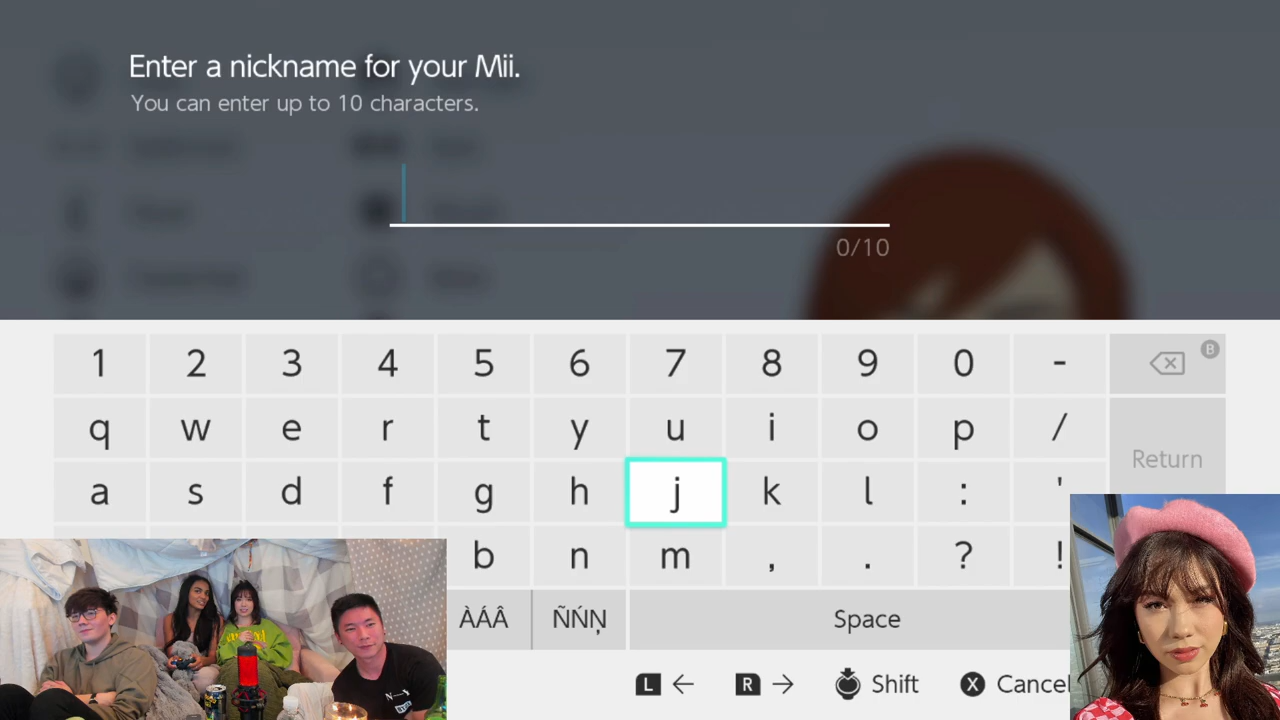 Enter a nickname for your Mii.
You can enter up to 10 characters.
0/10
1 2 3 4 5 6 7 8 9 0 - B
q w e r t y u i o p /
Return
a s d f g h j k l : '
b n m , . ? !
ÀÁÂ ÑŃŅ Space
L ← R → Shift X Cancel